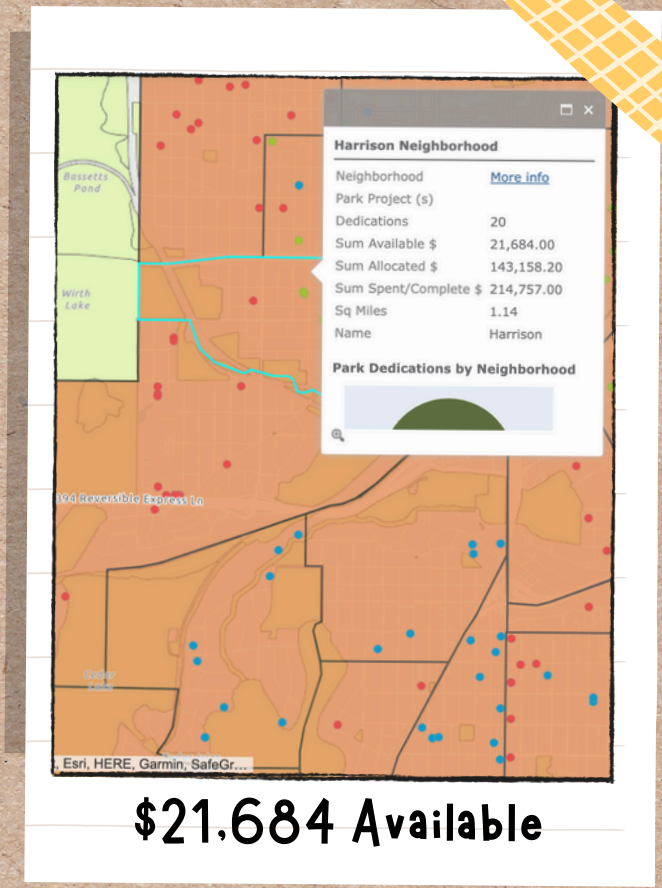 Harrison Neighborhood
Neighborhood More info
Park Project (s)
Dedications 20
Sum Available $ 21,684.00
Sum Allocated $ 143,158.20
Sum Spent/Complete $ 214,757.00
Sq Miles 1.14
Name Harrison
Park Dedications by Neighborhood
Bassetts
Pond
Wirth
Lake
394 Reversible Express Ln
Cedar
Lake
, Esri, HERE, Garmin, SafeGr...
$21,684 Available